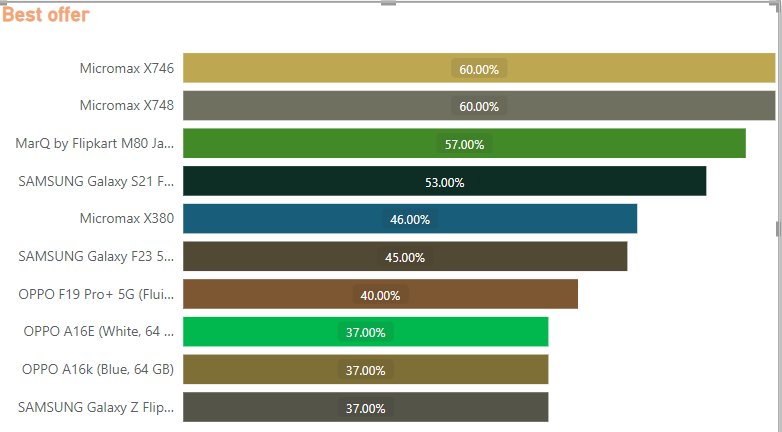 Best offer
Micromax X746 60.00%
Micromax X748 60.00%
MarQ by Flipkart M80 Ja... 57.00%
SAMSUNG Galaxy S21 F... 53.00%
Micromax X380 46.00%
SAMSUNG Galaxy F23 5... 45.00%
OPPO F19 Pro+ 5G (Flui... 40.00%
OPPO A16E (White, 64 ... 37.00%
OPPO A16k (Blue, 64 GB) 37.00%
SAMSUNG Galaxy Z Flip... 37.00%